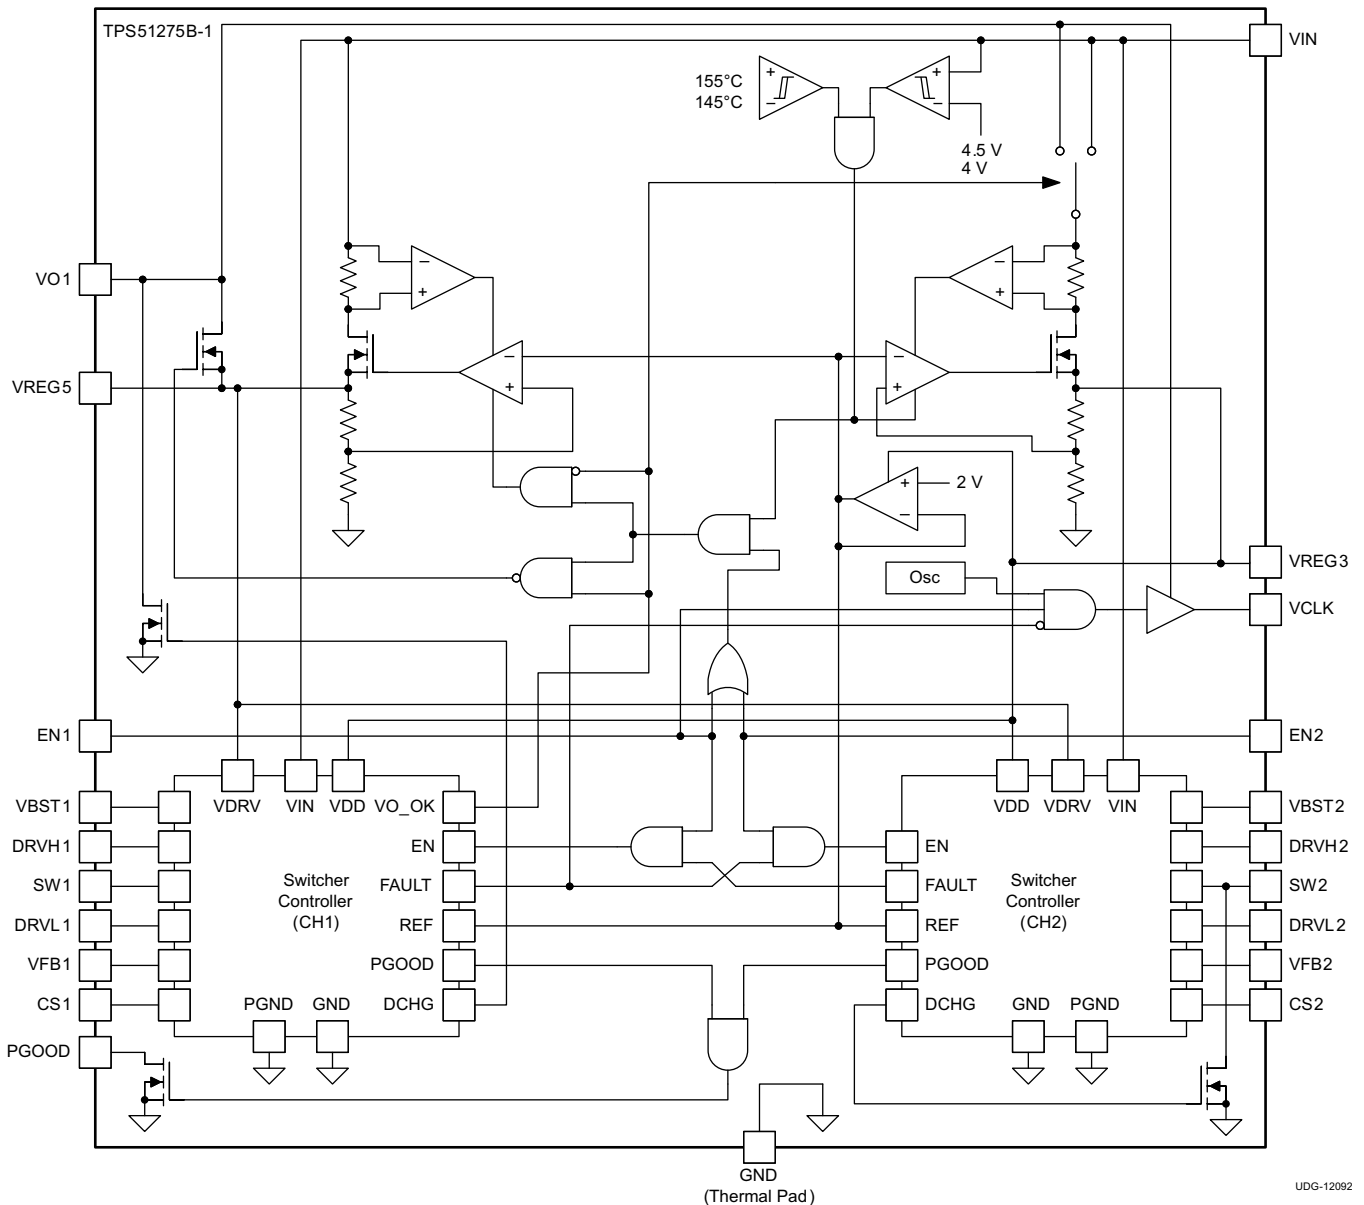 TPS51275B-1
VIN
155°C
145°C
+
−
+
−
4.5 V
4 V
VO1
−
+
−
+
VREG5
−
+
−
+
+
−
2 V
VREG3
Osc
VCLK
EN1
EN2
VDRV
VIN
VDD
VO_OK
VDD
VDRV
VIN
VBST1
VBST2
DRVH1
EN
EN
DRVH2
SW1
Switcher
Controller
(CH1)
FAULT
FAULT
Switcher
Controller
(CH2)
SW2
DRVL1
REF
REF
DRVL2
VFB1
PGOOD
PGOOD
VFB2
CS1
PGND
GND
DCHG
DCHG
GND
PGND
CS2
PGOOD
GND
(Thermal Pad)
UDG-12092